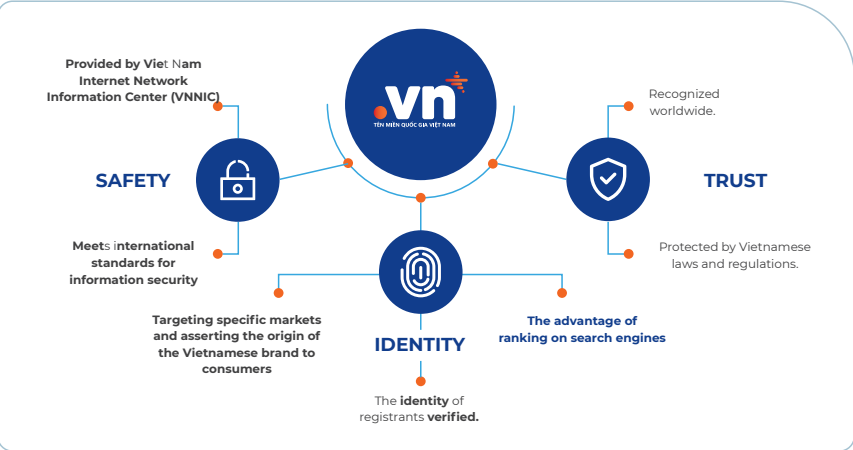 .vn
TÊN MIỀN QUỐC GIA VIỆT NAM
Provided by Viet Nam
Internet Network
Information Center (VNNIC)
SAFETY
Meets international
standards for
information security
Recognized
worldwide.
TRUST
Protected by Vietnamese
laws and regulations.
Targeting specific markets
and asserting the origin of
the Vietnamese brand to
consumers
IDENTITY
The advantage of
ranking on search engines
The identity of
registrants verified.